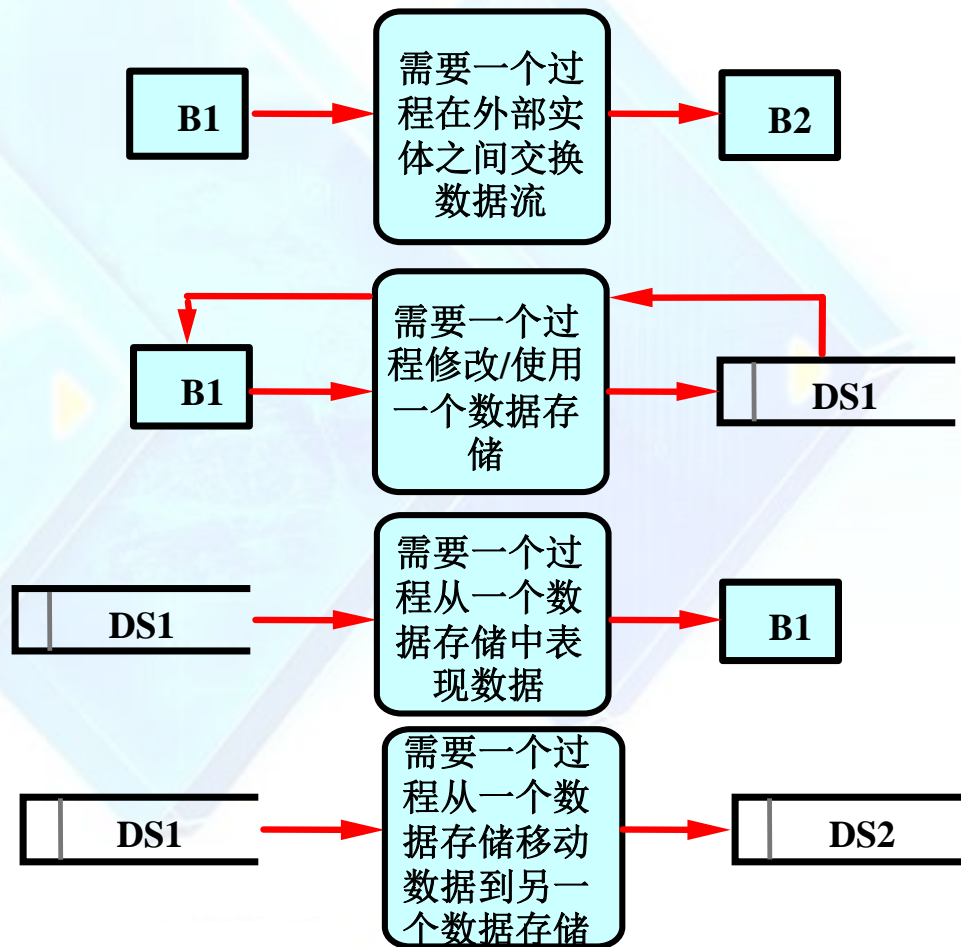 需要一个过
程在外部实
体之间交换
数据流
B1
B2
需要一个过
程修改/使用
一个数据存
储
B1
DS1
需要一个过
程从一个数
据存储中表
现数据
DS1
B1
需要一个过
程从一个数
据存储移动
数据到另一
个数据存储
DS1
DS2